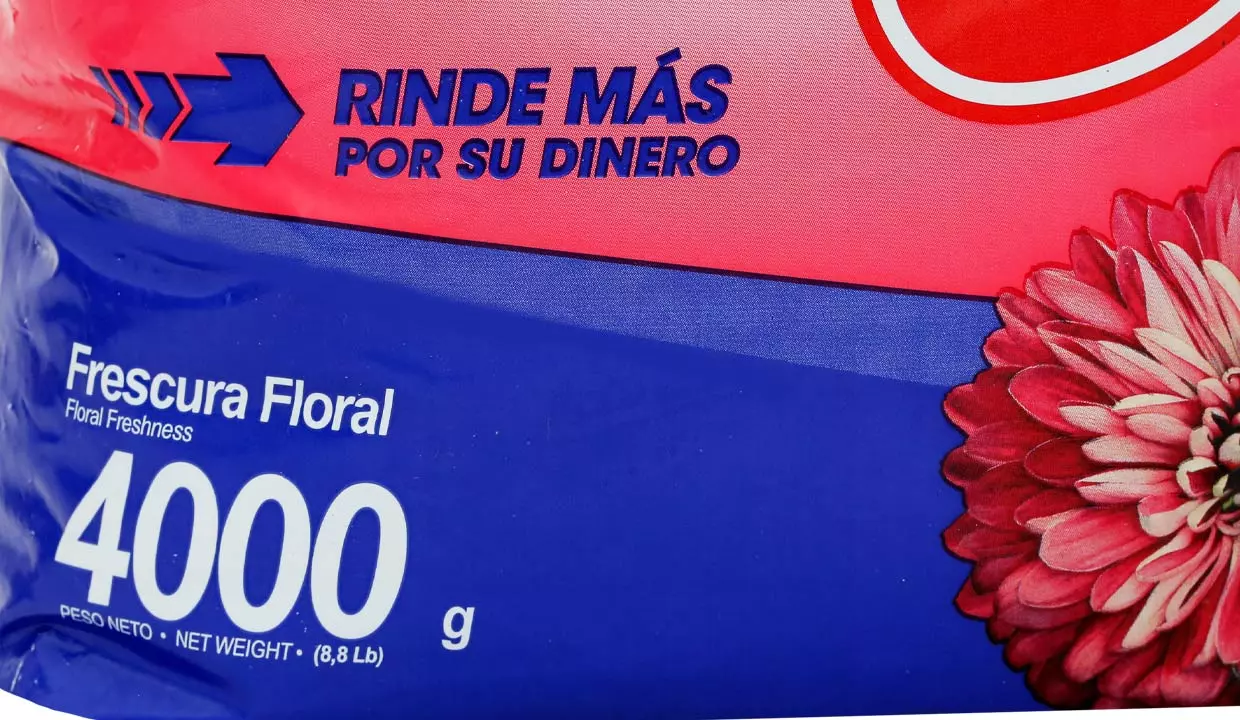 RINDE MÁS
POR SU DINERO
Frescura Floral
Floral Freshness
4000 g
PESO NETO • NET WEIGHT • (8,8 Lb)